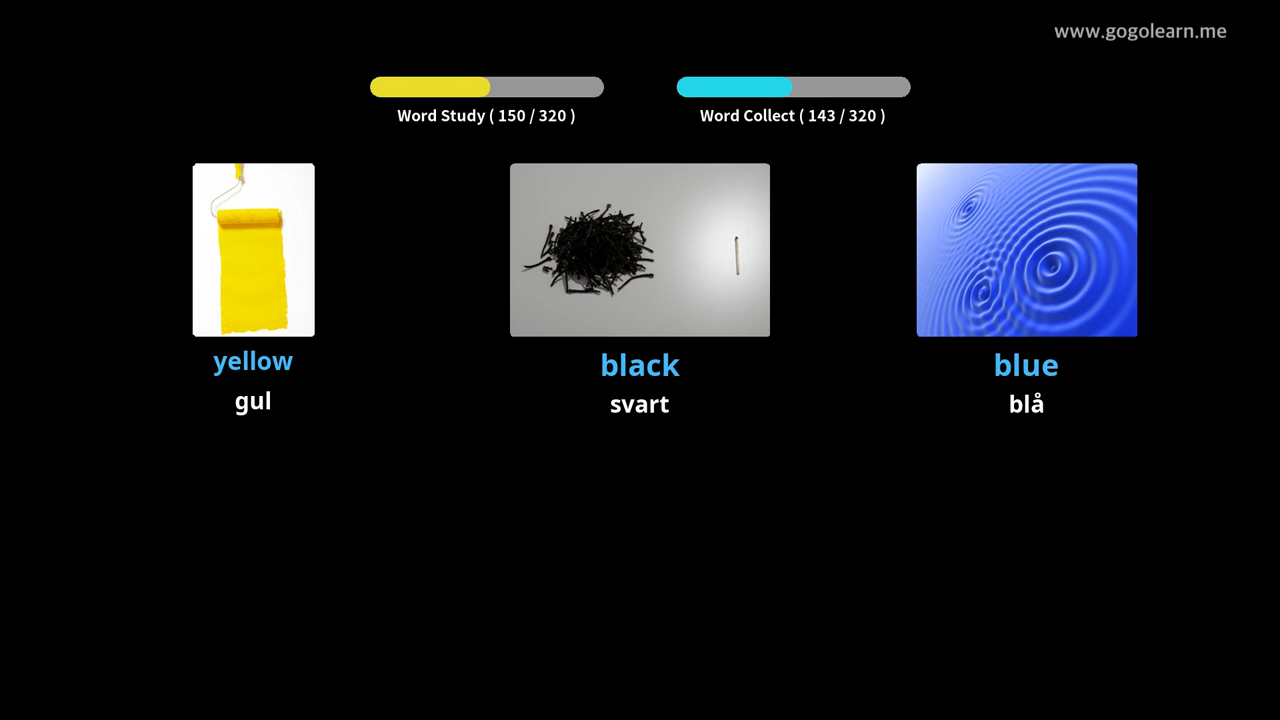 www.gogolearn.me
Word Study ( 150 / 320 )
Word Collect ( 143 / 320 )
yellow
gul
black
svart
blue
blå